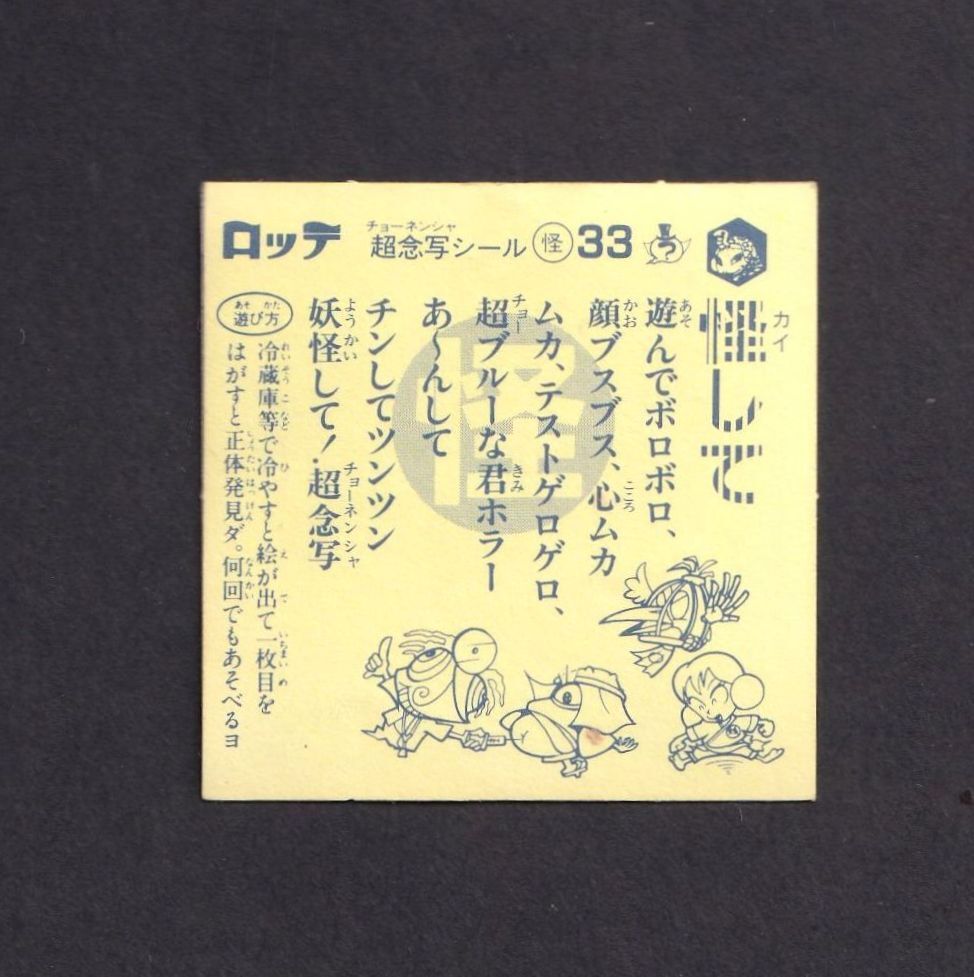 ロッテ
チョーネンシャ
超念写シール 怪 33 う
カイ
怪して
遊んでボロボロ、
顔ブスブス、心ムカ
ムカ、テストゲロゲロ、
超ブルーな君ホラー
あ〜んして
チンしてツンツン
妖怪して!超念写
怪
遊び方
冷蔵庫等で冷やすと絵が出て一枚目を
はがすと正体発見ダ。何回でもあそべるヨ